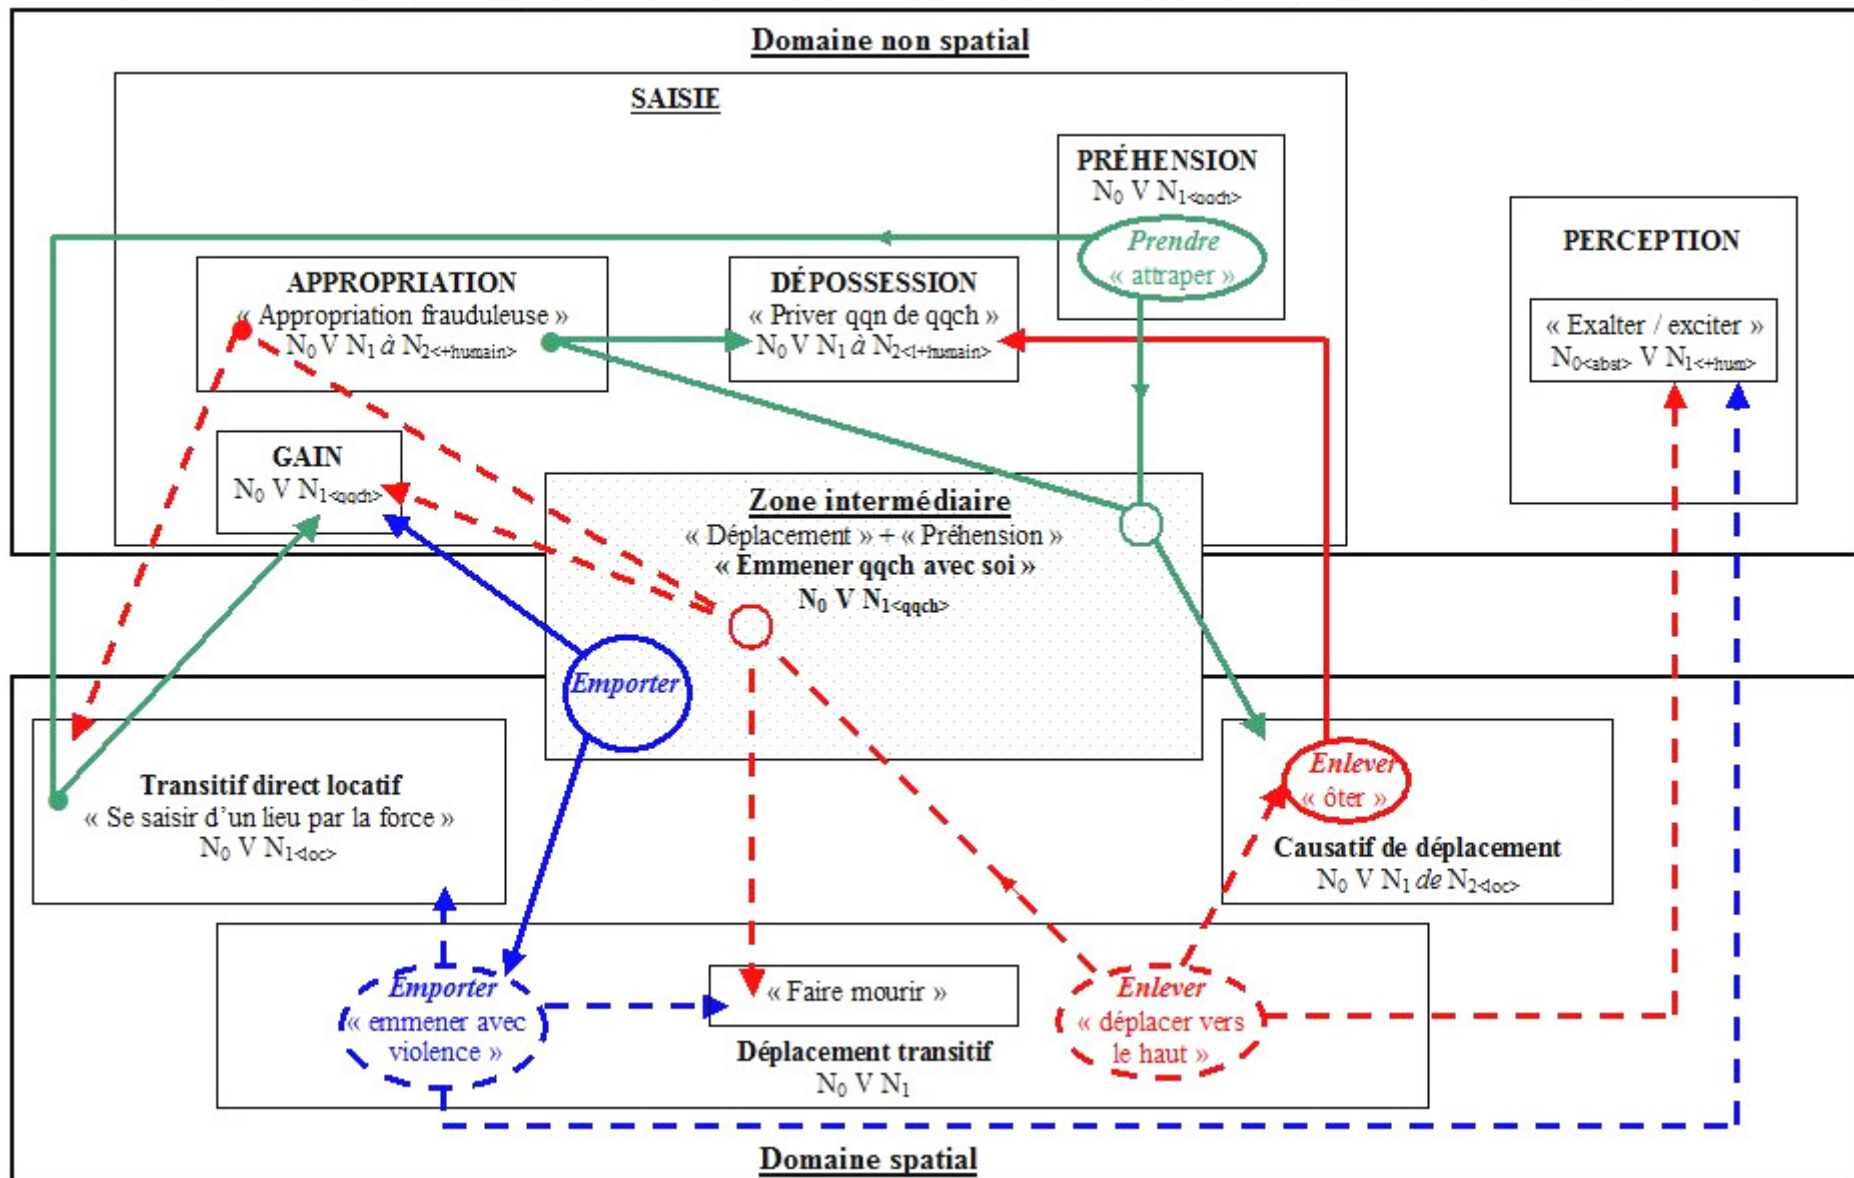 Domaine non spatial
SAISIE
PRÉHENSION
N₀ V N₁<qqch>
Prendre
« attraper »
PERCEPTION
« Exalter / exciter »
N₀<abst> V N₁<+hum>
APPROPRIATION
« Appropriation frauduleuse »
N₀ V N₁ à N₂<+humain>
DÉPOSSESSION
« Priver qqn de qqch »
N₀ V N₁ à N₂<l+humain>
GAIN
N₀ V N₁<qqch>
Zone intermédiaire
« Déplacement » + « Préhension »
« Emmener qqch avec soi »
N₀ V N₁<qqch>
Emporter
Transitif direct locatif
« Se saisir d'un lieu par la force »
N₀ V N₁<loc>
Enlever
« ôter »
Causatif de déplacement
N₀ V N₁ de N₂<loc>
Emporter
« emmener avec
violence »
« Faire mourir »
Déplacement transitif
N₀ V N₁
Enlever
« déplacer vers
le haut »
Domaine spatial